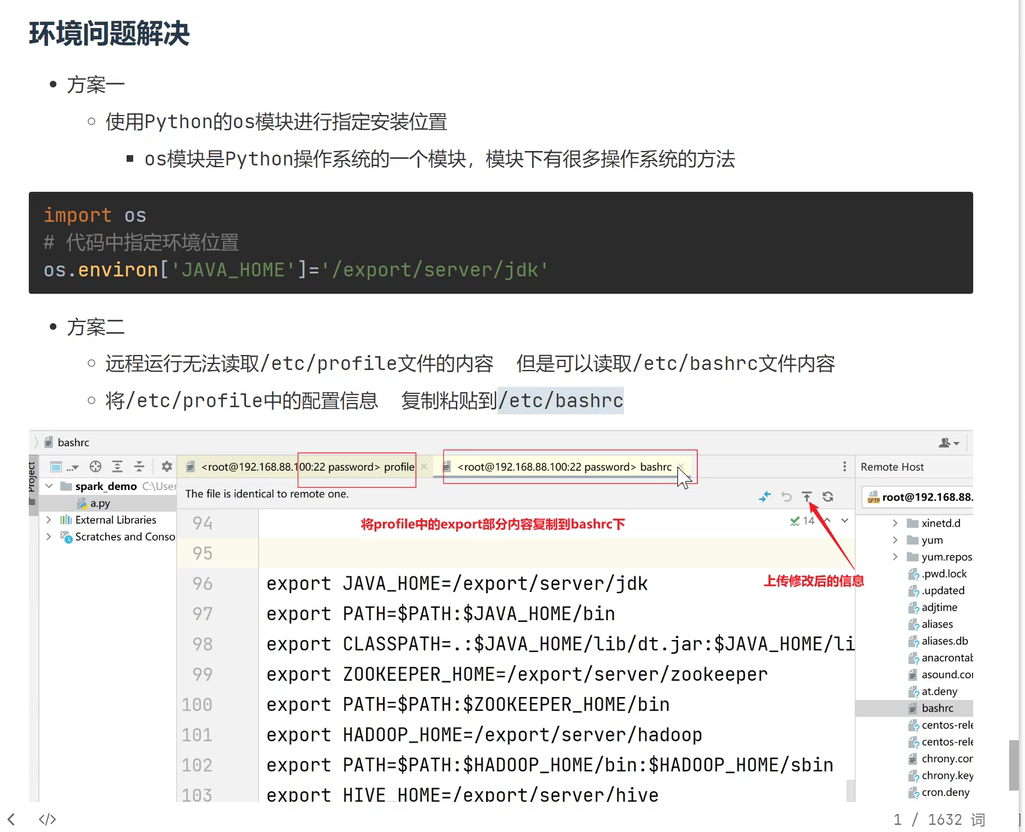 环境问题解决
• 方案一
○ 使用Python的os模块进行指定安装位置
▪ os模块是Python操作系统的一个模块，模块下有很多操作系统的方法
import os
# 代码中指定环境位置
os.environ['JAVA_HOME']='/export/server/jdk'
• 方案二
○ 远程运行无法读取/etc/profile文件的内容 但是可以读取/etc/bashrc文件内容
○ 将/etc/profile中的配置信息 复制粘贴到/etc/bashrc
bashrc
Project
spark_demo C:\User
a.py
External Libraries
Scratches and Conso
<root@192.168.88.100:22 password> profile
<root@192.168.88.100:22 password> bashrc
The file is identical to remote one.
将profile中的export部分内容复制到bashrc下
14
上传修改后的信息
94
95
96 export JAVA_HOME=/export/server/jdk
97 export PATH=$PATH:$JAVA_HOME/bin
98 export CLASSPATH=.:$JAVA_HOME/lib/dt.jar:$JAVA_HOME/li
99 export ZOOKEEPER_HOME=/export/server/zookeeper
100 export PATH=$PATH:$ZOOKEEPER_HOME/bin
101 export HADOOP_HOME=/export/server/hadoop
102 export PATH=$PATH:$HADOOP_HOME/bin:$HADOOP_HOME/sbin
103 export HIVE_HOME=/export/server/hive
Remote Host
root@192.168.88.
xinetd.d
yum
yum.repos
.pwd.lock
.updated
adjtime
aliases
aliases.db
anacrontab
asound.con
at.deny
bashrc
centos-rele
centos-rele
chrony.con
chrony.key
cron.deny
</> 
1 / 1632 词